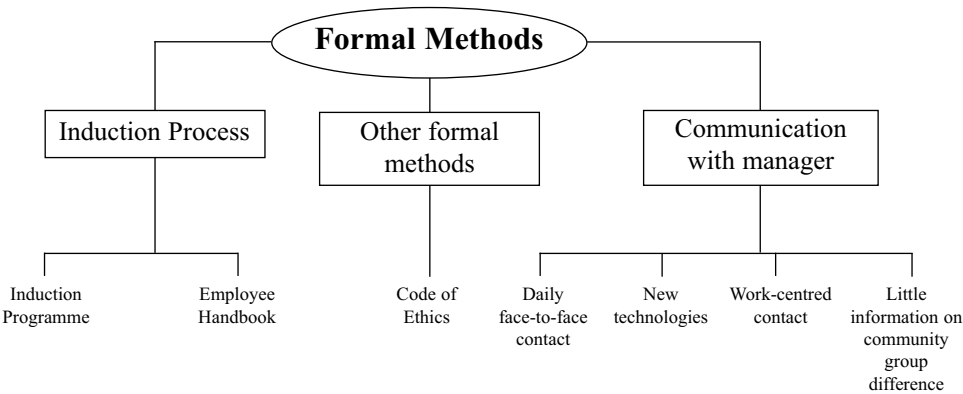 Formal Methods
Induction Process
Other formal
methods
Communication
with manager
Induction
Programme
Employee
Handbook
Code of
Ethics
Daily
face-to-face
contact
New
technologies
Work-centred
contact
Little
information on
community
group
difference